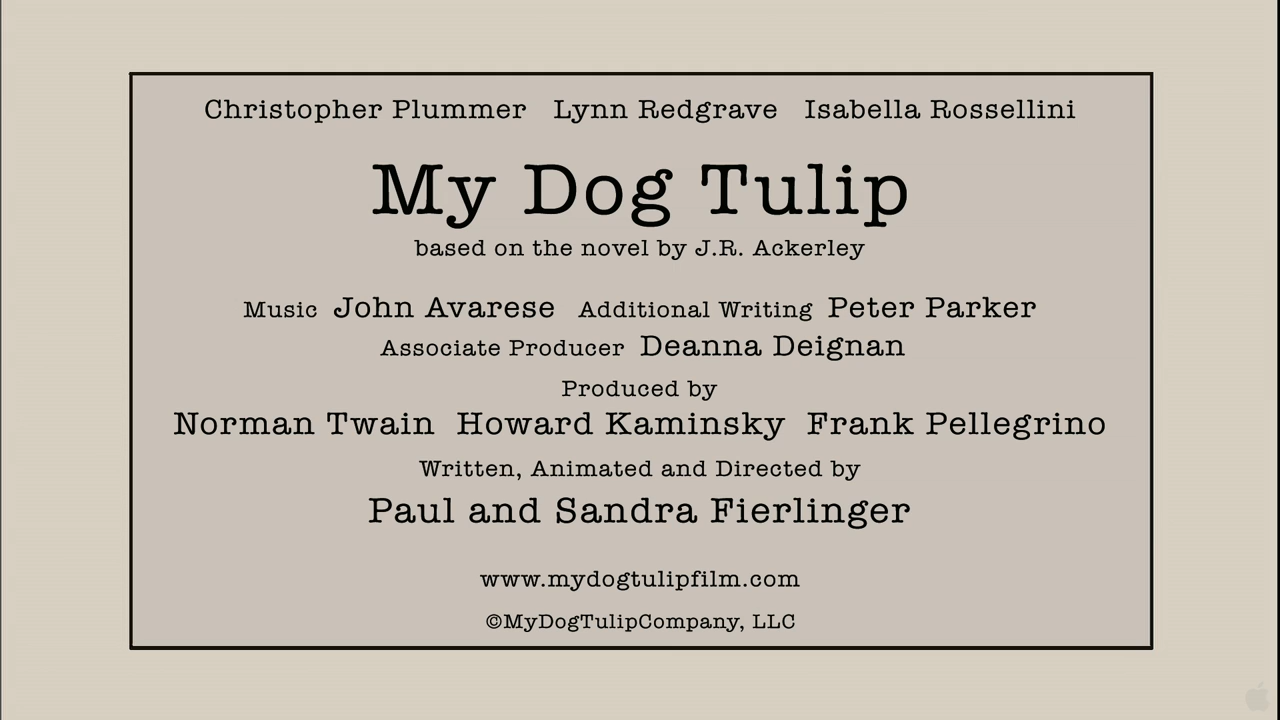 Christopher Plummer Lynn Redgrave Isabella Rossellini
My Dog Tulip
based on the novel by J.R. Ackerley
Music John Avarese Additional Writing Peter Parker
Associate Producer Deanna Deignan
Produced by
Norman Twain Howard Kaminsky Frank Pellegrino
Written, Animated and Directed by
Paul and Sandra Fierlinger
www.mydogtulipfilm.com
©MyDogTulipCompany, LLC